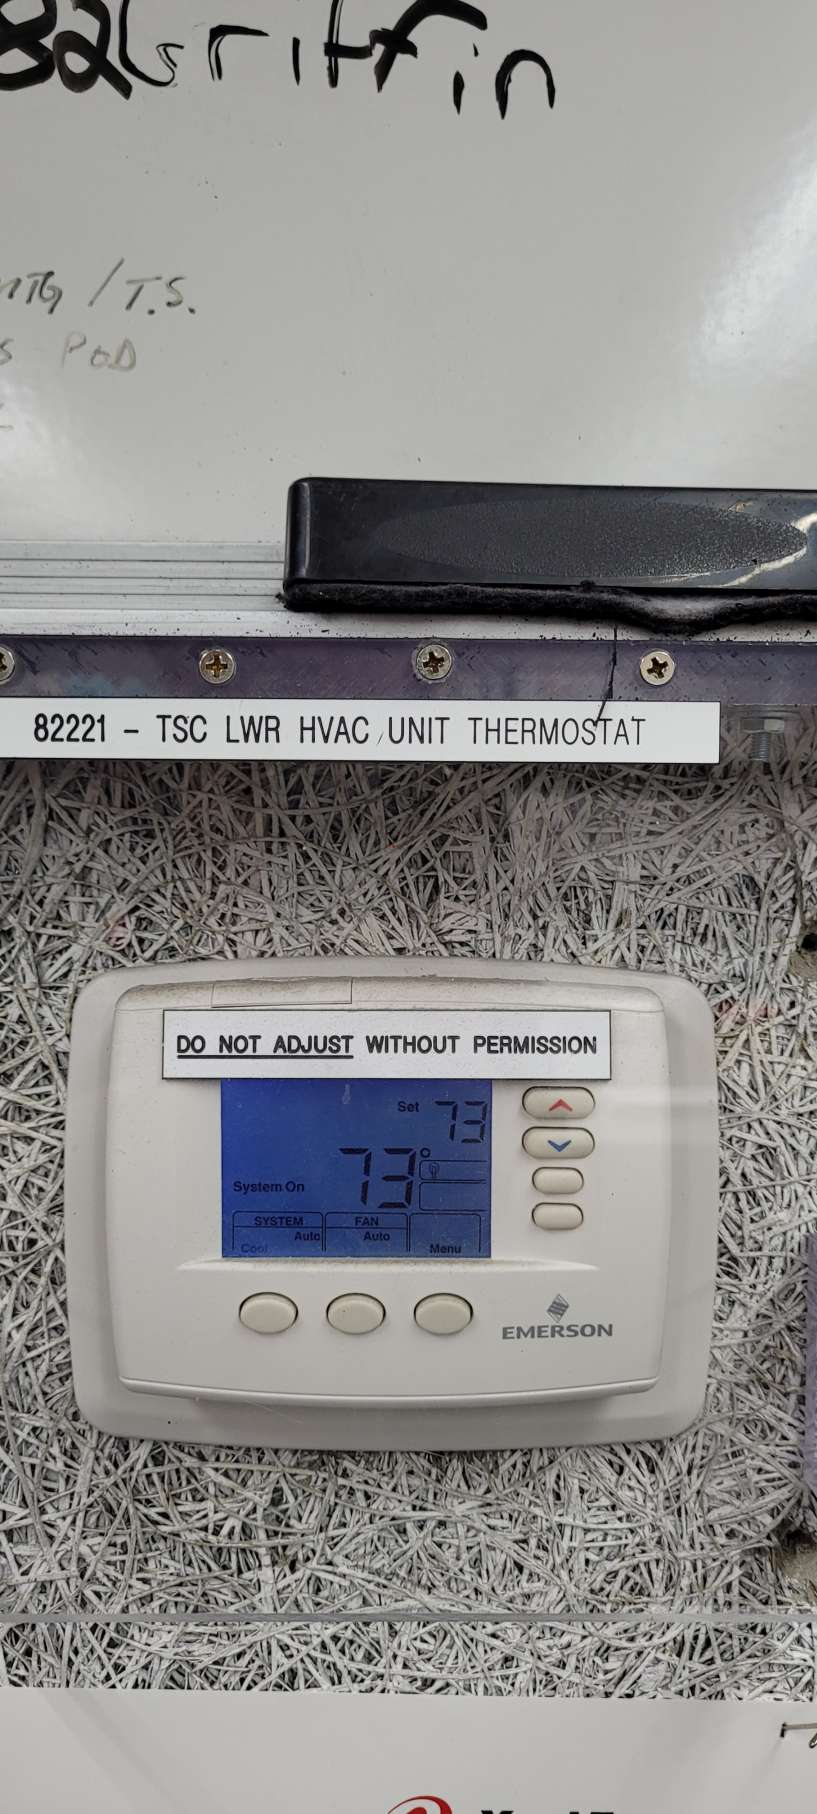 82Griffin
/T.S.
POD
82221 - TSC LWR HVAC UNIT THERMOSTAT
DO NOT ADJUST WITHOUT PERMISSION
Set 73
73°
System On
SYSTEM FAN
Auto Auto
Cool Menu
EMERSON